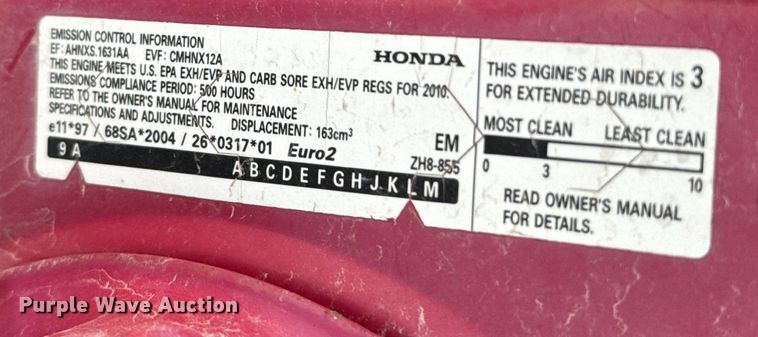 EMISSION CONTROL INFORMATION
EF: AHNXS.1631AA EVF: CMHNX12A
HONDA
THIS ENGINE MEETS U.S. EPA EXH/EVP AND CARB SORE EXH/EVP REGS FOR 2010.
EMISSIONS COMPLIANCE PERIOD: 500 HOURS
REFER TO THE OWNER'S MANUAL FOR MAINTENANCE
SPECIFICATIONS AND ADJUSTMENTS. DISPLACEMENT: 163cm³
e11*97 / 68SA*2004 / 26*0317*01 Euro2
EM
ZH8-855
9 A
A B C D E F G H J K L M
THIS ENGINE'S AIR INDEX IS 3
FOR EXTENDED DURABILITY.
MOST CLEAN LEAST CLEAN
0 3 10
READ OWNER'S MANUAL
FOR DETAILS.
Purple Wave Auction